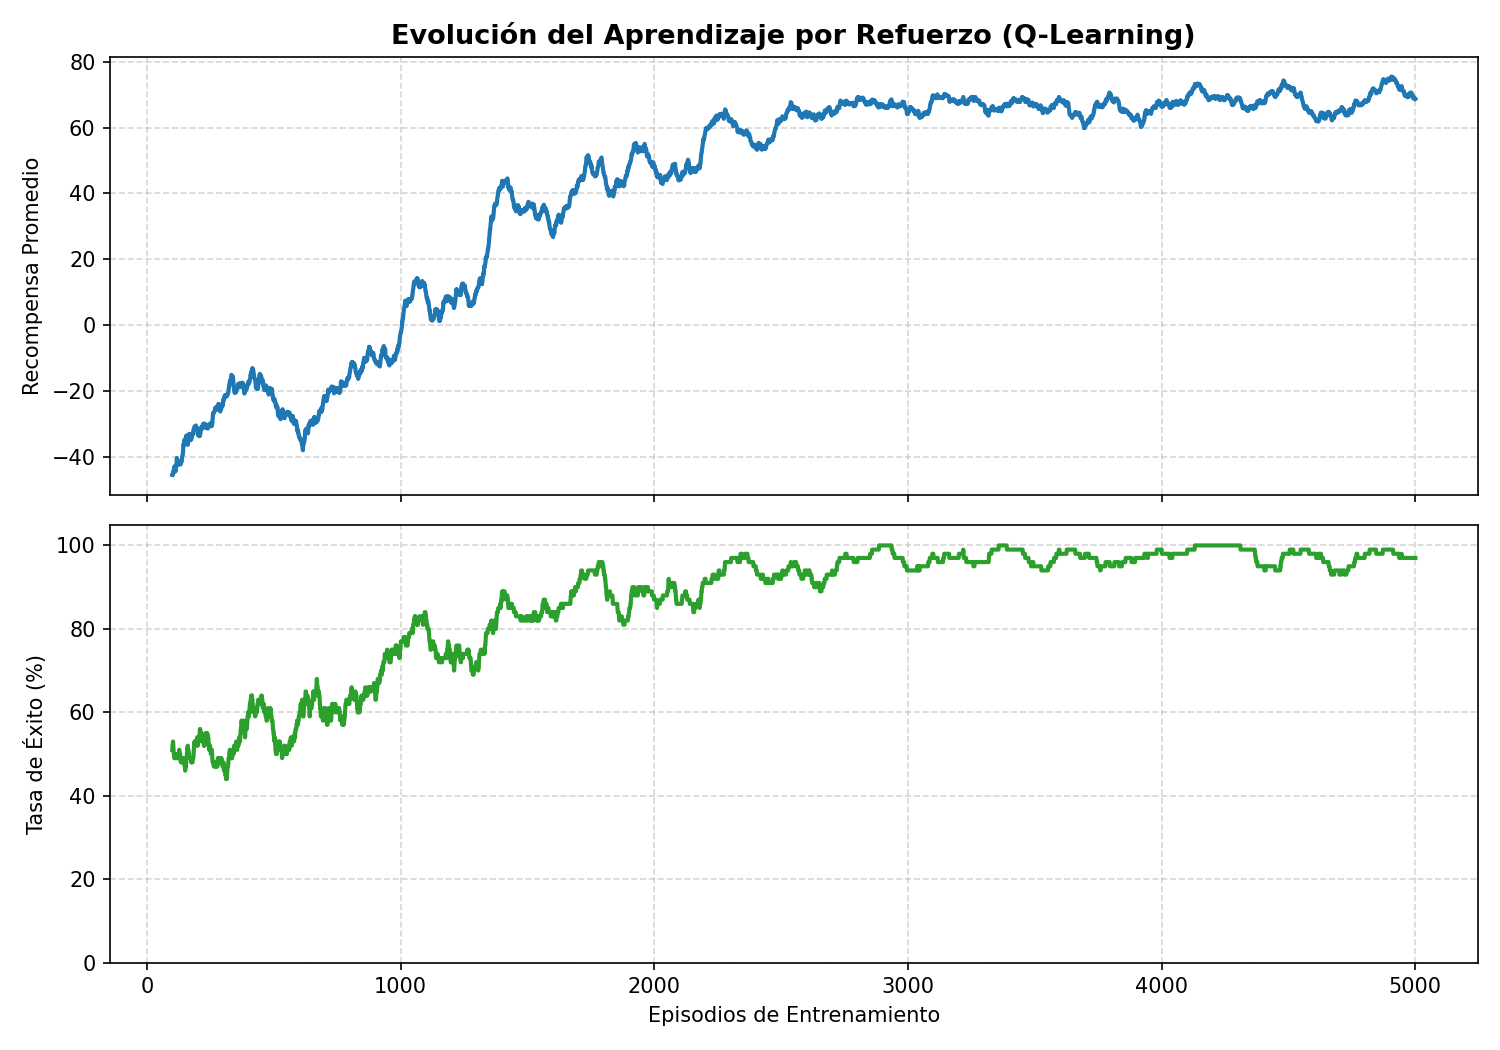 Evolución del Aprendizaje por Refuerzo (Q-Learning)
80
60
40
20
0
−20
−40
Recompensa Promedio
100
80
60
40
20
0
Tasa de Éxito (%)
0 1000 2000 3000 4000 5000
Episodios de Entrenamiento